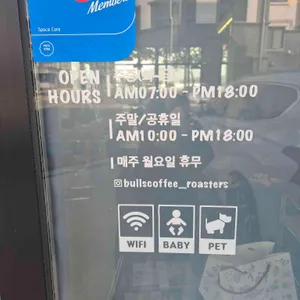 Members
Space Care
OPEN HOURS
AM07:00 - PM18:00
주말/공휴일
AM10:00 - PM18:00
매주 월요일 휴무
bullscoffee_roasters
WIFI BABY PET